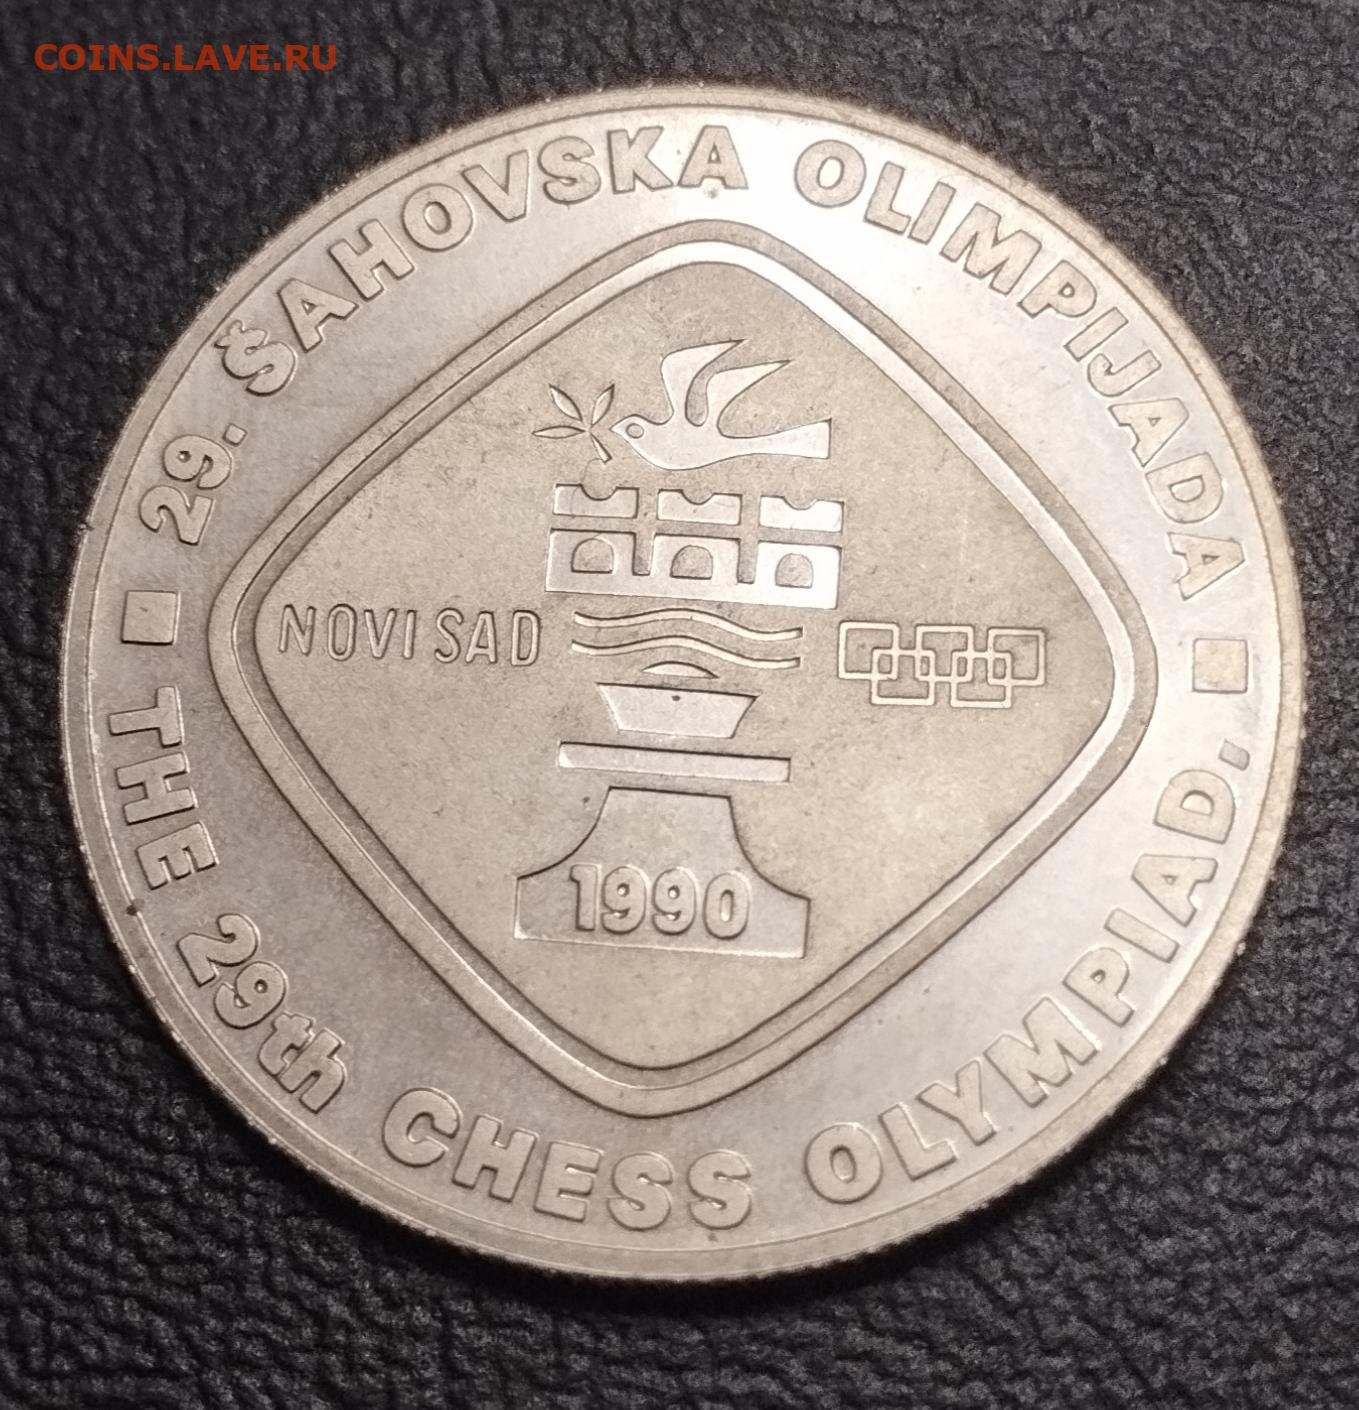 COINS.LAVE.RU
29. ŠAHOVSKA OLIMPIJADA
NOVI SAD
1990
THE 29th CHESS OLYMPIAD,